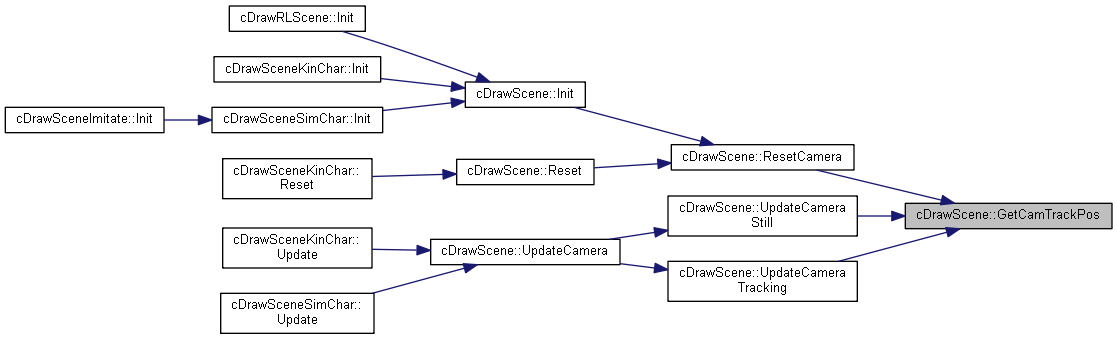 cDrawRLScene::Init
cDrawSceneKinChar::Init
cDrawScene::Init
cDrawSceneImitate::Init
cDrawSceneSimChar::Init
cDrawScene::ResetCamera
cDrawSceneKinChar::
Reset
cDrawScene::Reset
cDrawScene::GetCamTrackPos
cDrawScene::UpdateCamera
Still
cDrawSceneKinChar::
Update
cDrawScene::UpdateCamera
cDrawScene::UpdateCamera
Tracking
cDrawSceneSimChar::
Update